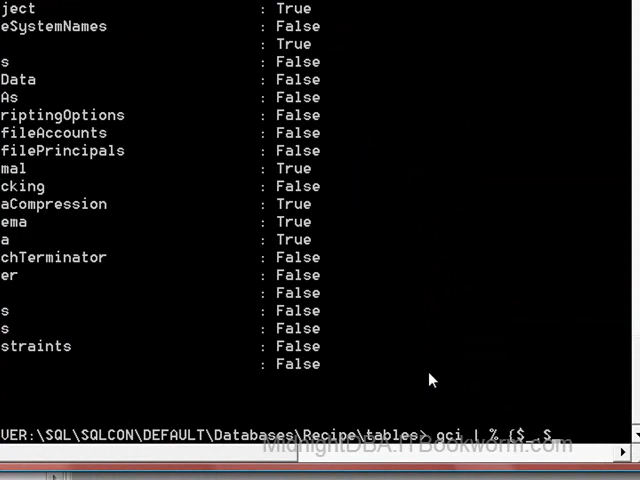 ject : True
eSystemNames : False
: True
s : False
Data : False
As : False
riptingOptions : False
fileAccounts : False
filePrincipals : False
mal : True
cking : False
aCompression : True
ema : True
a : True
chTerminator : False
er : False
: False
s : False
s : False
straints : False
: False
VER:\SQL\SQLCON\DEFAULT\Databases\Recipe\tables> gci | % {$_.S_
MidnightDBA.ITBookworm.com